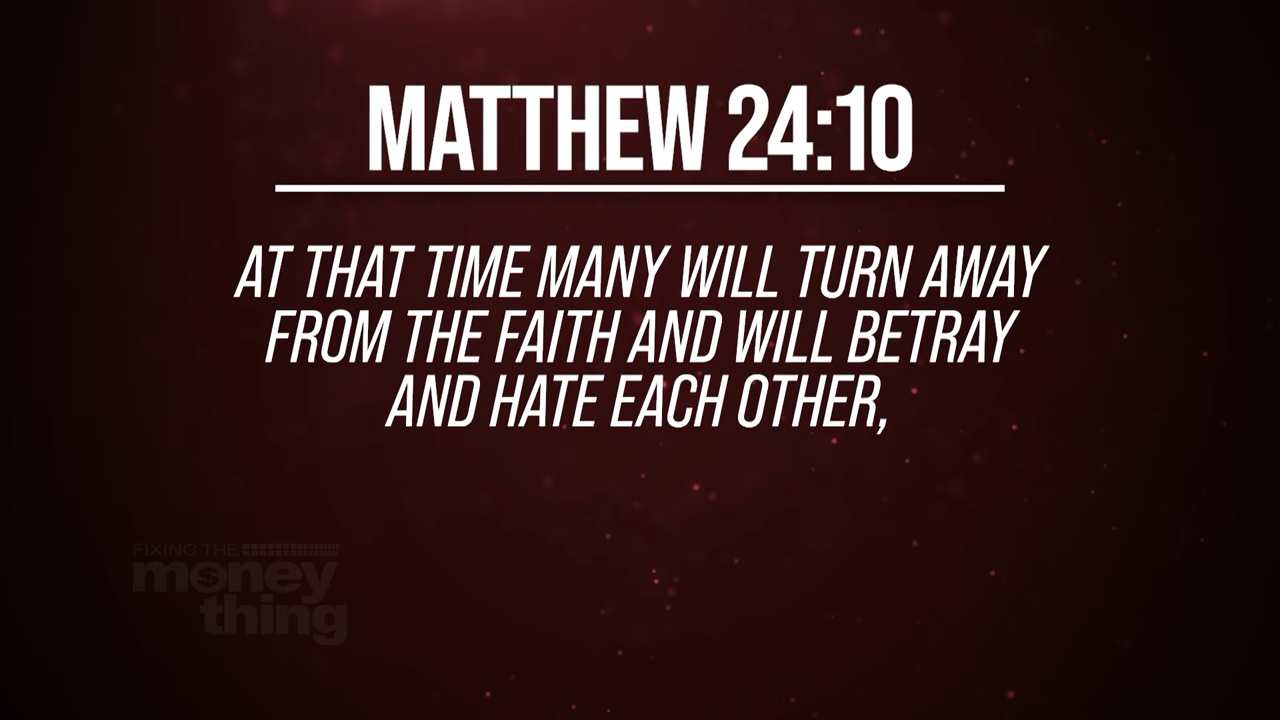 MATTHEW 24:10
AT THAT TIME MANY WILL TURN AWAY
FROM THE FAITH AND WILL BETRAY
AND HATE EACH OTHER,
FIXING THE
money
thing